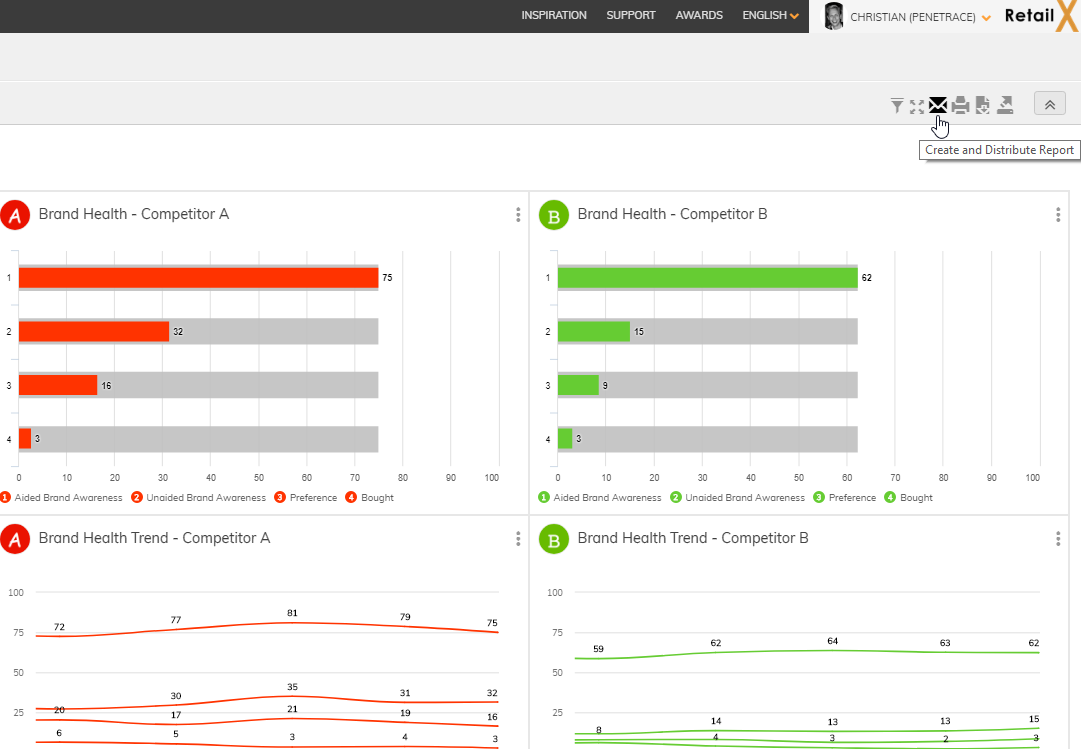 INSPIRATION SUPPORT AWARDS ENGLISH CHRISTIAN (PENETRACE) Retail X
Create and Distribute Report
A Brand Health - Competitor A
1 75
2 32
3 16
4 3
0 10 20 30 40 50 60 70 80 90 100
1 Aided Brand Awareness 2 Unaided Brand Awareness 3 Preference 4 Bought
B Brand Health - Competitor B
1 62
2 15
3 9
4 3
0 10 20 30 40 50 60 70 80 90 100
1 Aided Brand Awareness 2 Unaided Brand Awareness 3 Preference 4 Bought
A Brand Health Trend - Competitor A
100
75 72 77 81 79 75
50
30 35 31 32
25 20 17 21 19 16
6 5 3 4 3
B Brand Health Trend - Competitor B
100
75
59 62 64 63 62
50
25
8 14 13 13 15
4 3 2 3